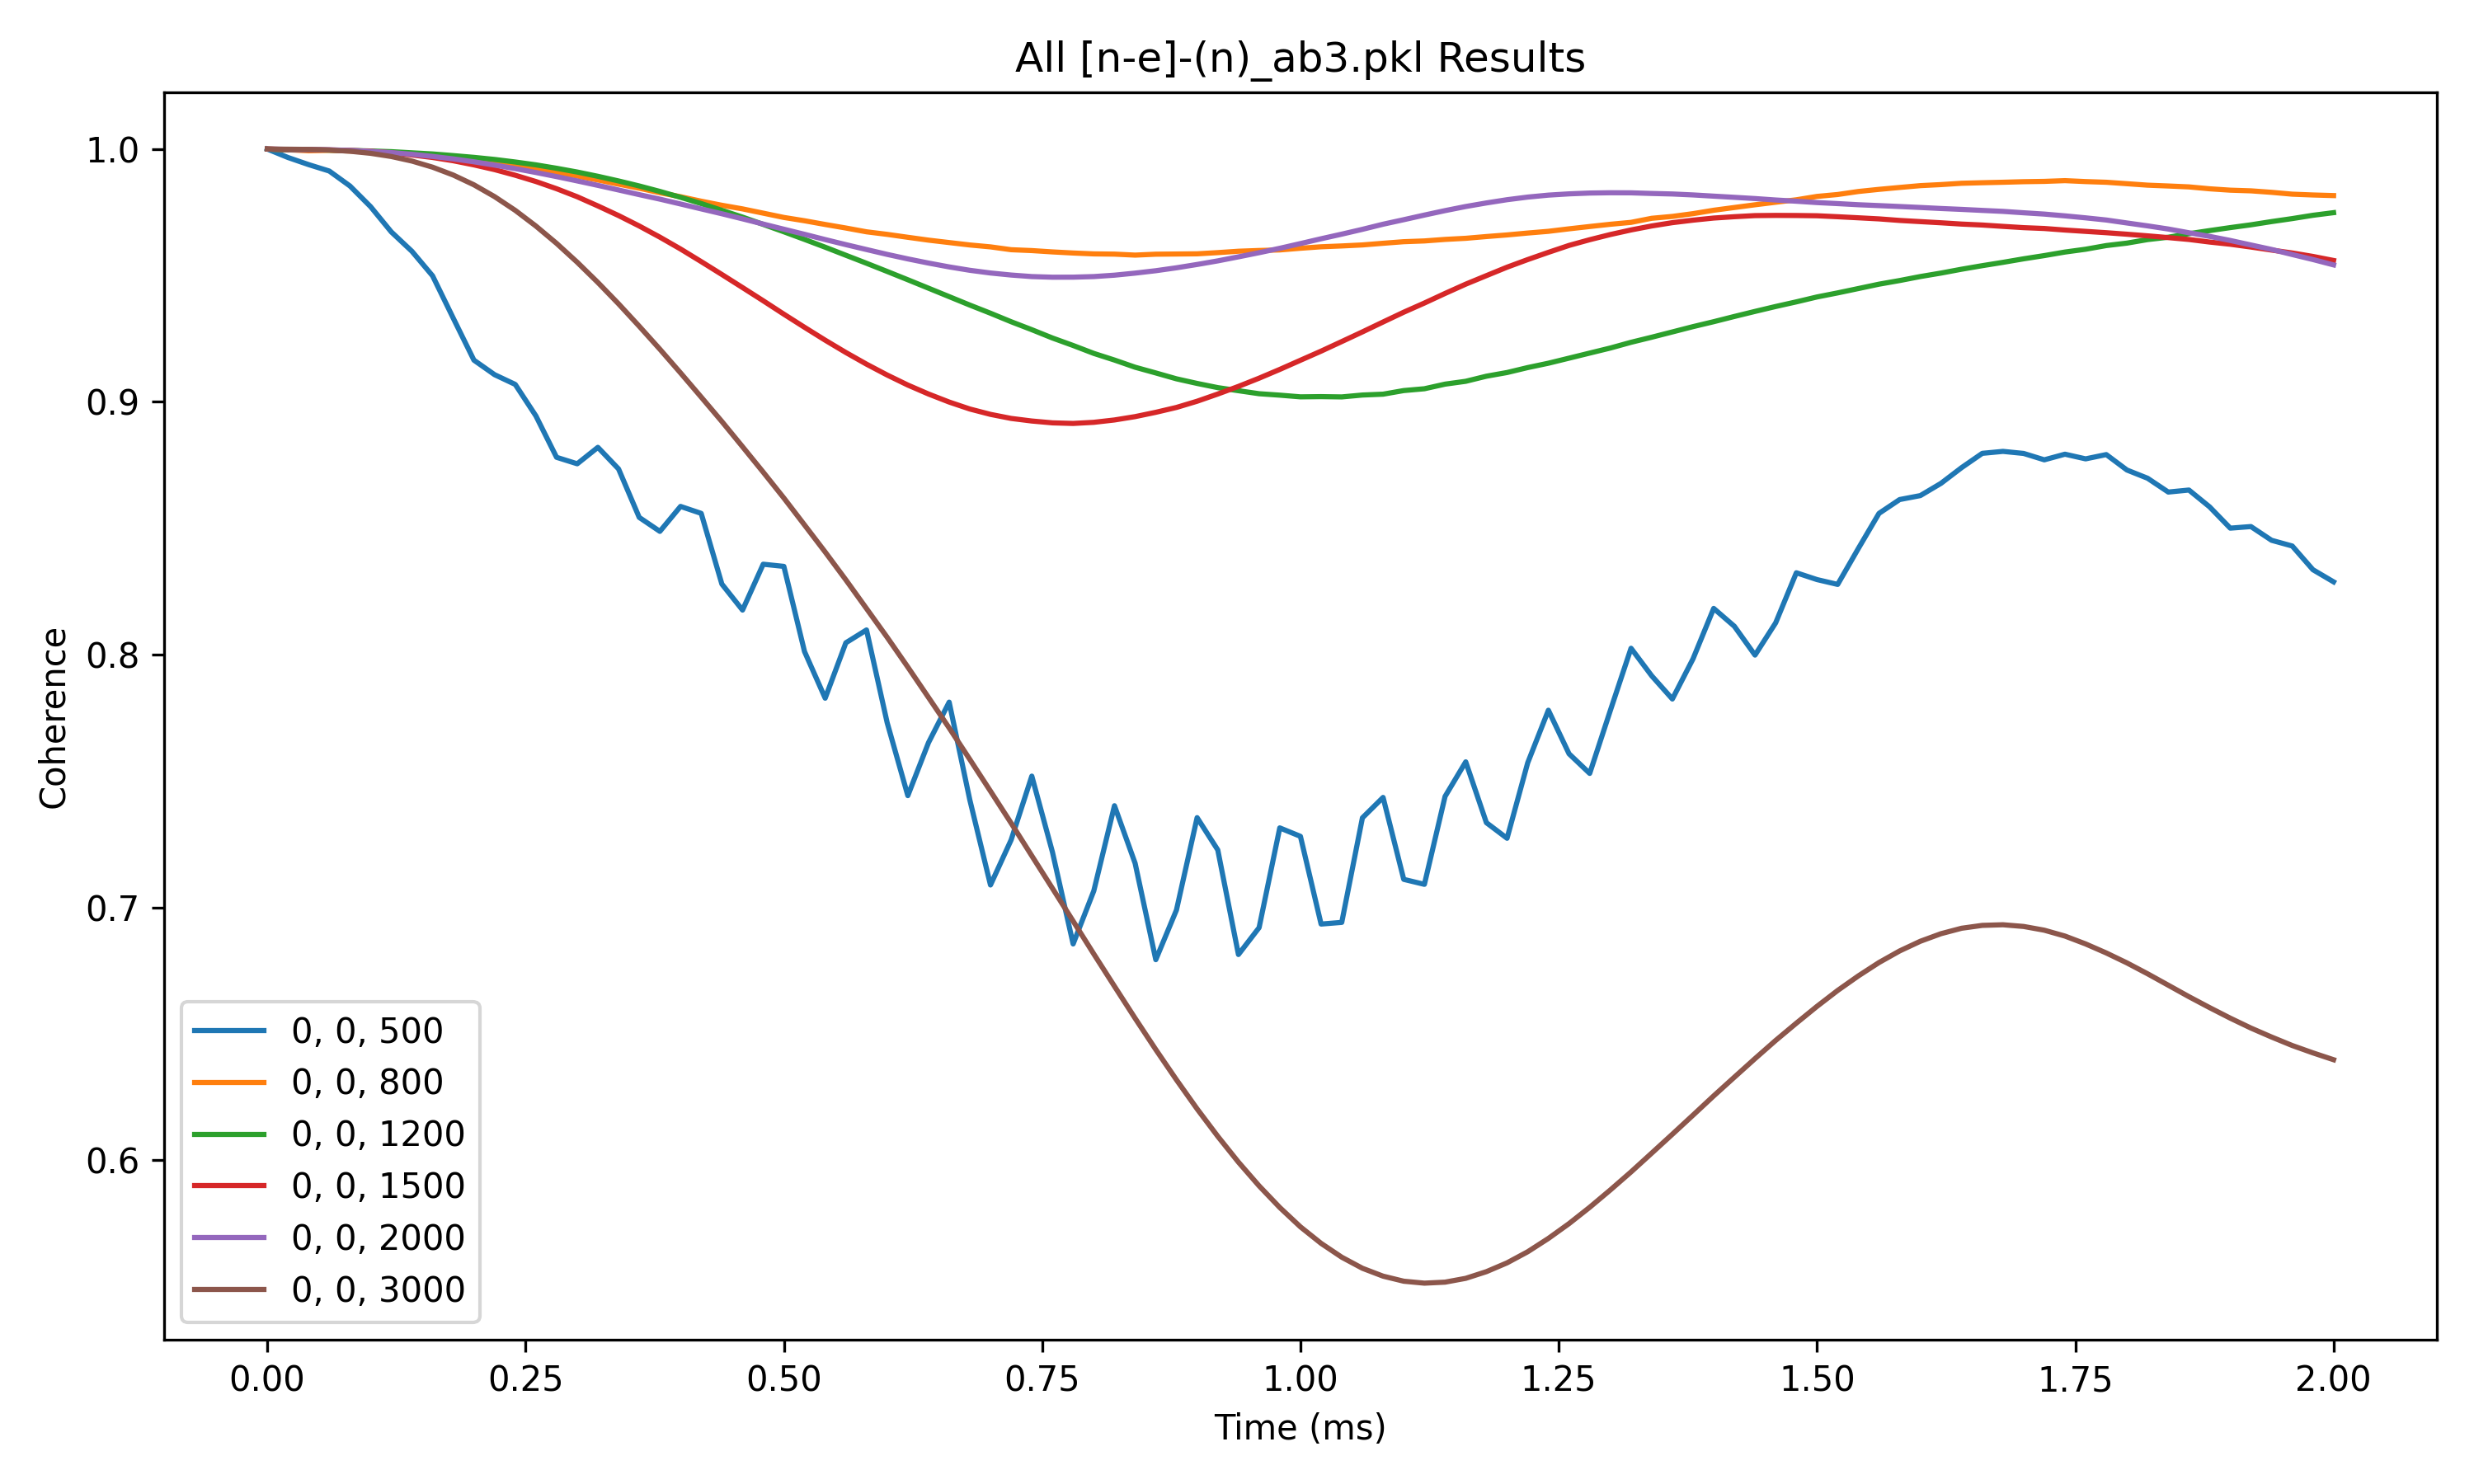 All [n-e]-(n)_ab3.pkl Results
Coherence
1.0
0.9
0.8
0.7
0.6
0, 0, 500
0, 0, 800
0, 0, 1200
0, 0, 1500
0, 0, 2000
0, 0, 3000
0.00 0.25 0.50 0.75 1.00 1.25 1.50 1.75 2.00
Time (ms)